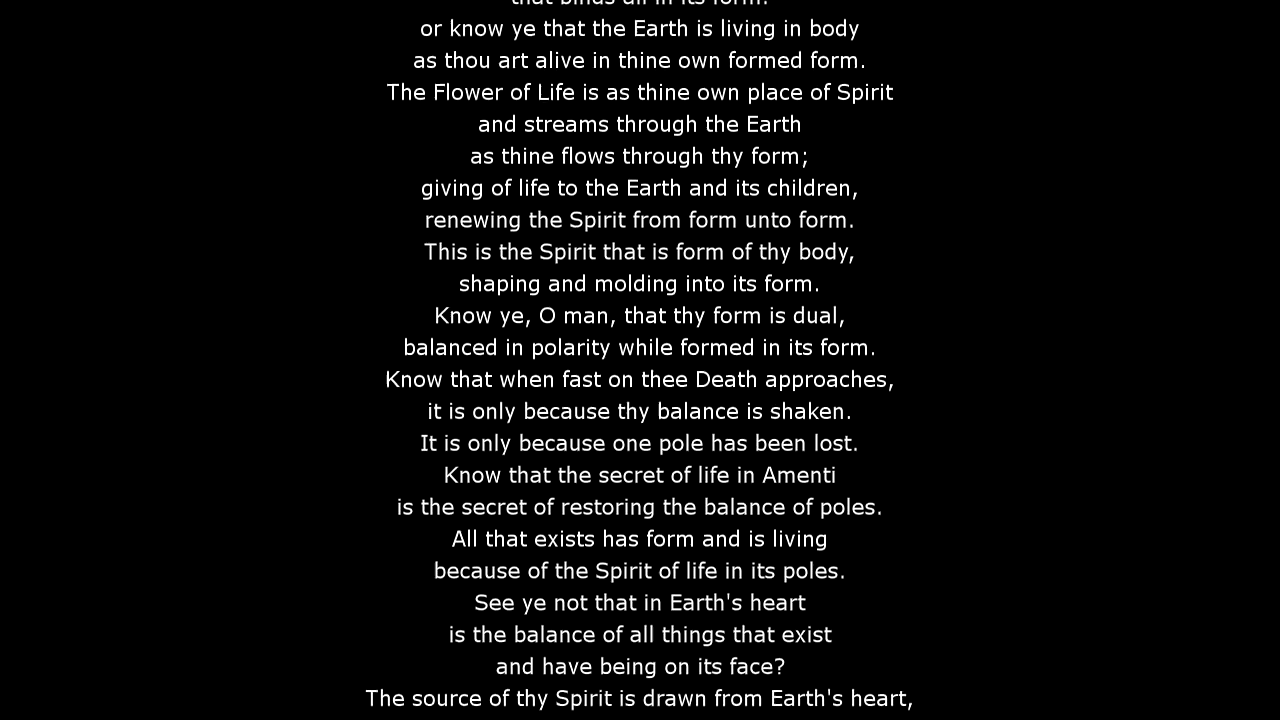 that binds all in its form.
or know ye that the Earth is living in body
as thou art alive in thine own formed form.
The Flower of Life is as thine own place of Spirit
and streams through the Earth
as thine flows through thy form;
giving of life to the Earth and its children,
renewing the Spirit from form unto form.
This is the Spirit that is form of thy body,
shaping and molding into its form.
Know ye, O man, that thy form is dual,
balanced in polarity while formed in its form.
Know that when fast on thee Death approaches,
it is only because thy balance is shaken.
It is only because one pole has been lost.
Know that the secret of life in Amenti
is the secret of restoring the balance of poles.
All that exists has form and is living
because of the Spirit of life in its poles.
See ye not that in Earth's heart
is the balance of all things that exist
and have being on its face?
The source of thy Spirit is drawn from Earth's heart,